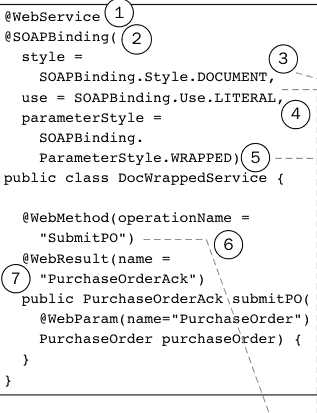 @WebService 1
@SOAPBinding( 2
style = 3
SOAPBinding.Style.DOCUMENT,
use = SOAPBinding.Use.LITERAL, 4
parameterStyle =
SOAPBinding.
ParameterStyle.WRAPPED) 5
public class DocWrappedService {
@WebMethod(operationName =
"SubmitPO") 6
@WebResult(name =
7 "PurchaseOrderAck")
public PurchaseOrderAck submitPO(
@WebParam(name="PurchaseOrder")
PurchaseOrder purchaseOrder) {
}
}